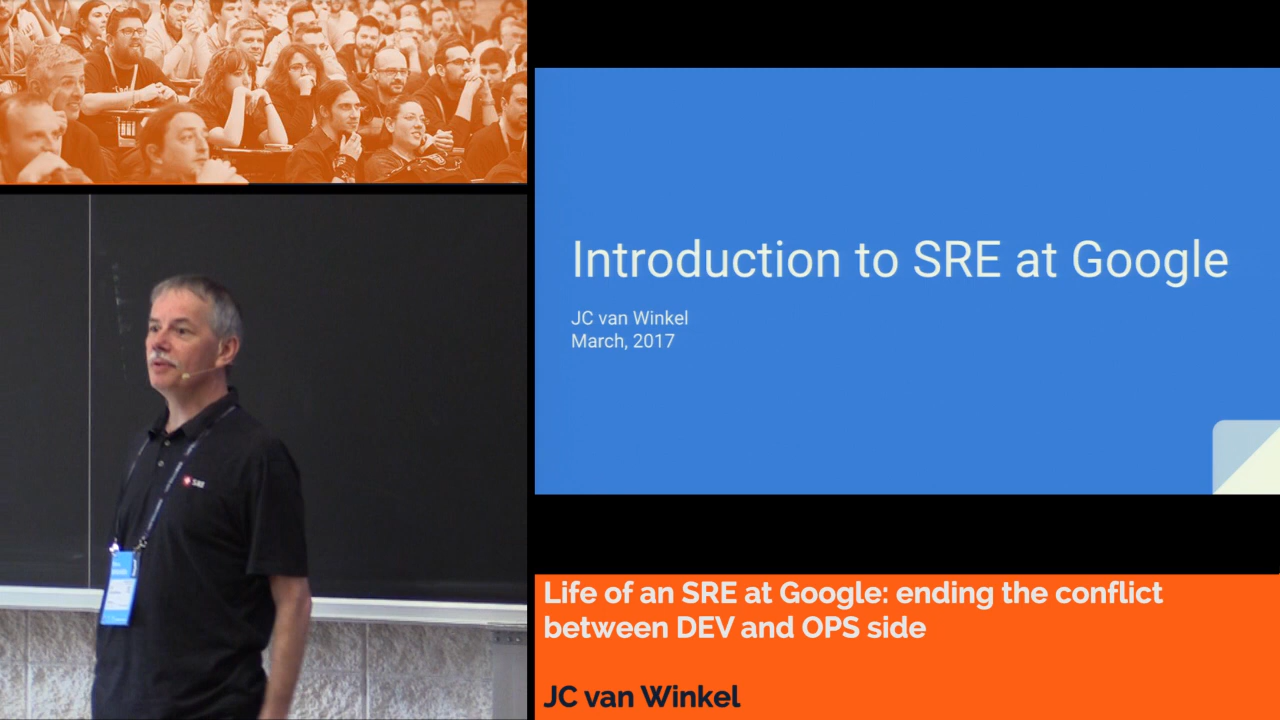 Introduction to SRE at Google
JC van Winkel
March, 2017
SRE
Life of an SRE at Google: ending the conflict
between DEV and OPS side
JC van Winkel